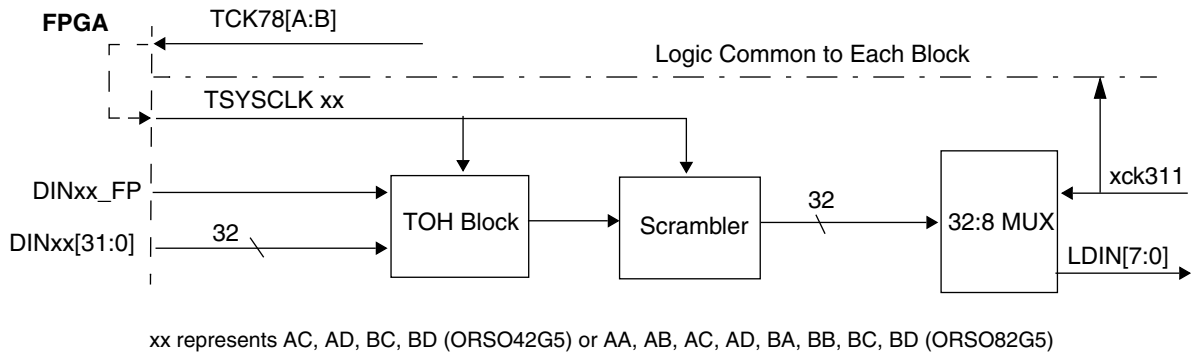 FPGA
TCK78[A:B]
Logic Common to Each Block
TSYSCLK xx
xck311
DINxx_FP
TOH Block
Scrambler
32
32:8 MUX
DINxx[31:0]
32
LDIN[7:0]
xx represents AC, AD, BC, BD (ORSO42G5) or AA, AB, AC, AD, BA, BB, BC, BD (ORSO82G5)